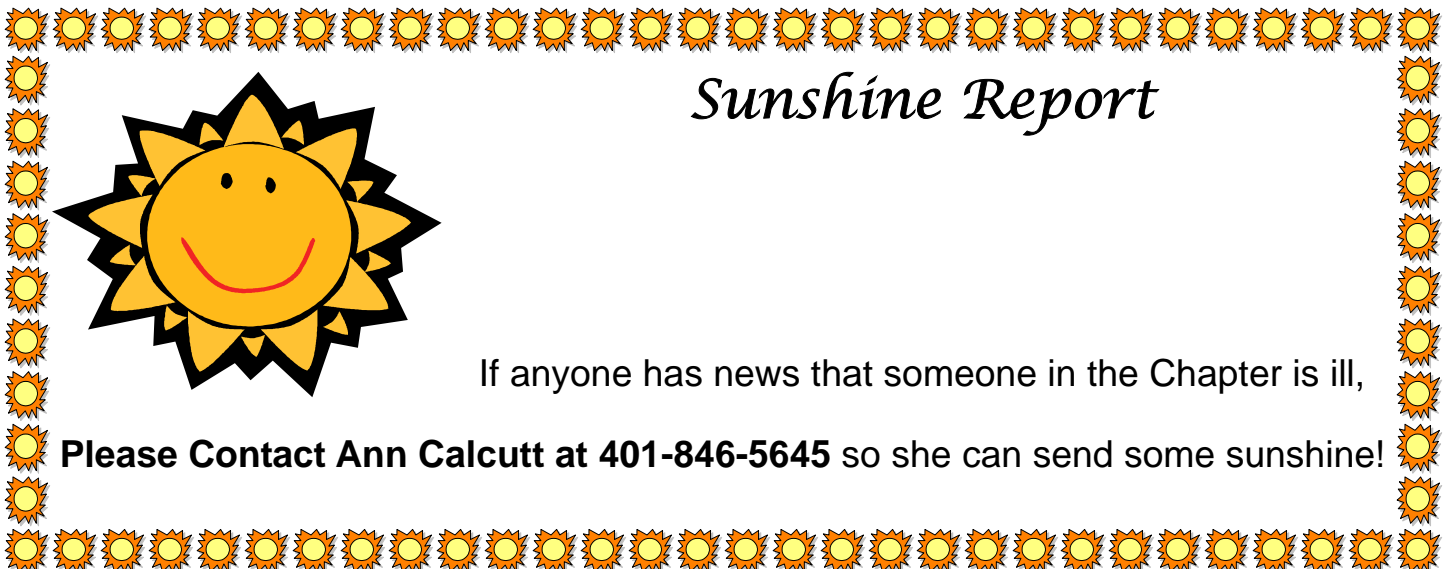 Sunshine Report
If anyone has news that someone in the Chapter is ill,
Please Contact Ann Calcutt at 401-846-5645 so she can send some sunshine!